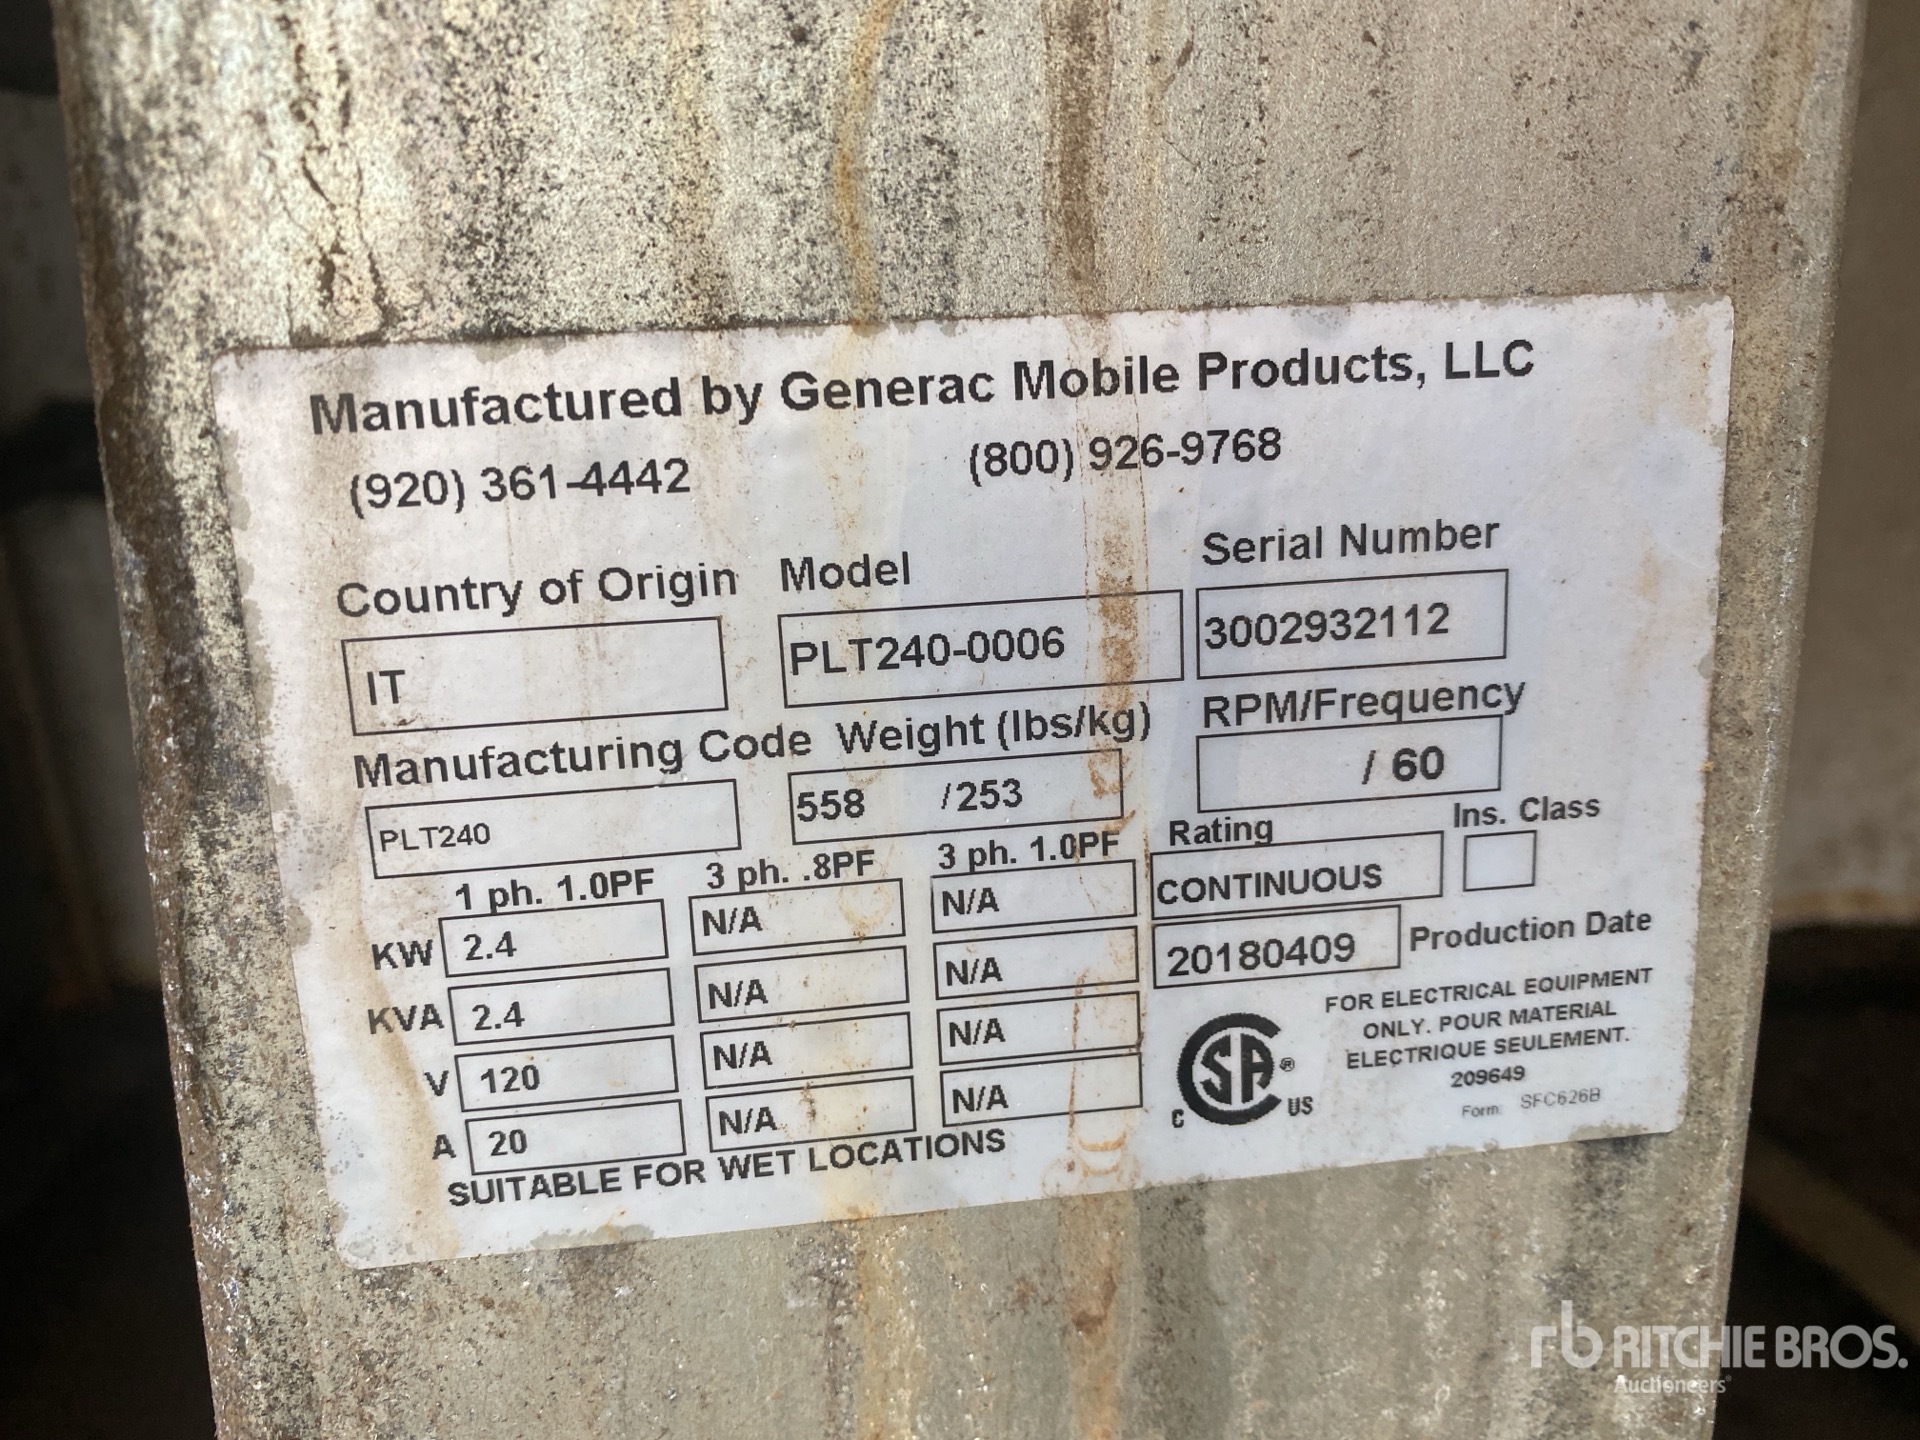 Manufactured by Generac Mobile Products, LLC
(920) 361-4442 (800) 926-9768
Country of Origin Model Serial Number
IT PLT240-0006 3002932112
Manufacturing Code Weight (lbs/kg) RPM/Frequency
PLT240 558 /253 / 60
1 ph. 1.0PF 3 ph. .8PF 3 ph. 1.0PF Rating Ins. Class
KW 2.4 N/A N/A CONTINUOUS
KVA 2.4 N/A N/A 20180409 Production Date
V 120 N/A N/A
A 20 N/A N/A
SUITABLE FOR WET LOCATIONS
C SA ® US
FOR ELECTRICAL EQUIPMENT
ONLY. POUR MATERIAL
ELECTRIQUE SEULEMENT.
209649
Form: SFC626B
rb RITCHIE BROS.
Auctioneers®